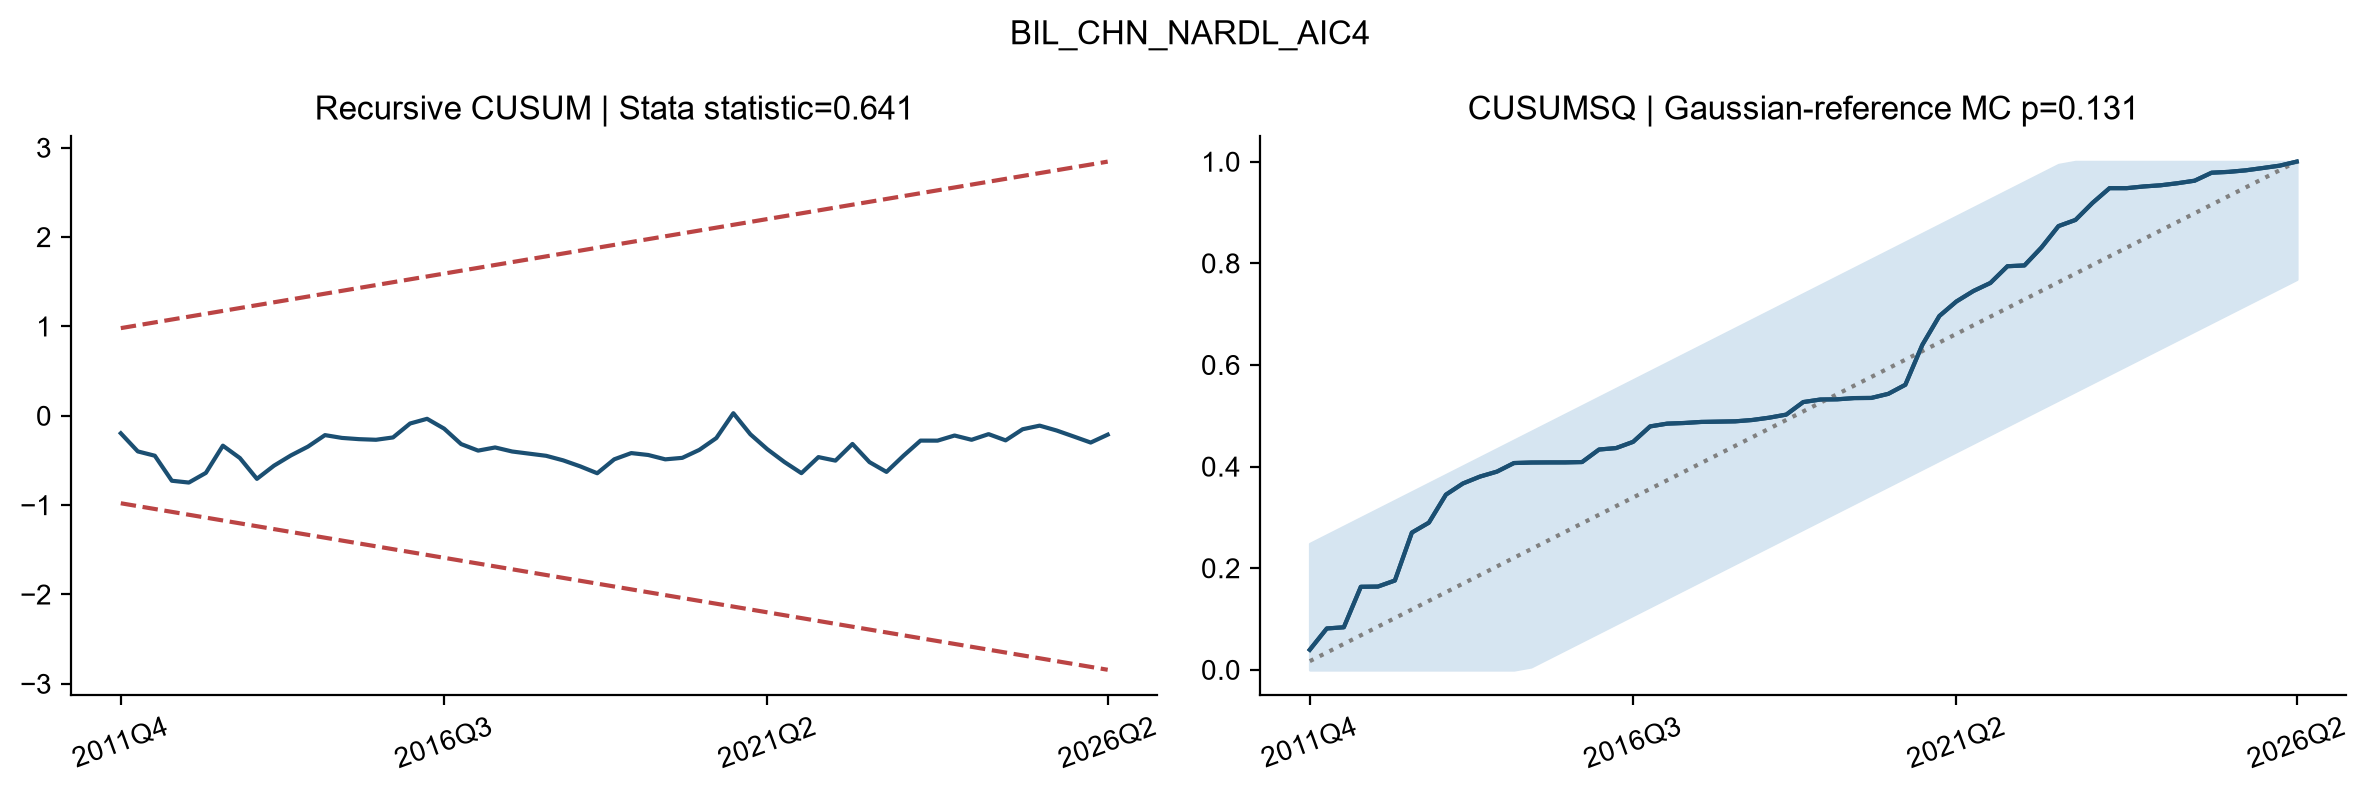 BIL_CHN_NARDL_AIC4
Recursive CUSUM | Stata statistic=0.641
3
2
1
0
−1
−2
−3
2011Q4
2016Q3
2021Q2
2026Q2
CUSUMSQ | Gaussian-reference MC p=0.131
1.0
0.8
0.6
0.4
0.2
0.0
2011Q4
2016Q3
2021Q2
2026Q2